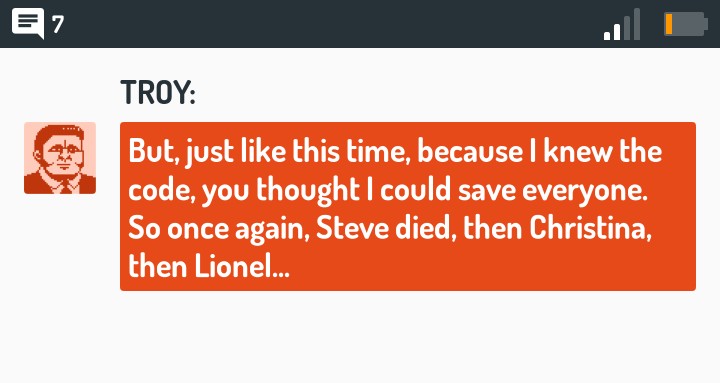 7
TROY:
But, just like this time, because I knew the
code, you thought I could save everyone.
So once again, Steve died, then Christina,
then Lionel...